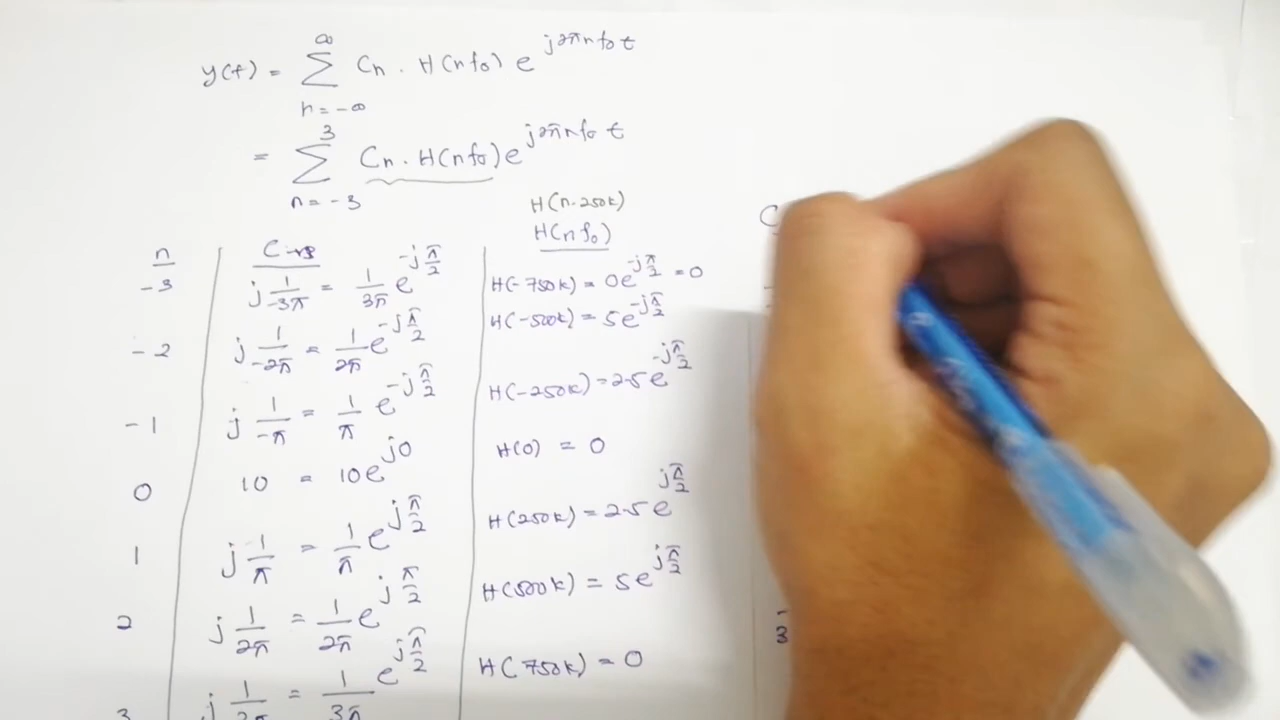 y(t) = ∞ Σ n=-∞ Cn . H(nf₀) e^{j2πnf₀t}
= 3 Σ n=-3 Cn . H(nf₀) e^{j2πnf₀t}
H(n.250k)
n Cn H(nf₀) C
-3 j 1/-3π = 1/3π e^{-jπ/2} H(-750k) = 0e^{-jπ/2} = 0
-2 j 1/-2π = 1/2π e^{-jπ/2} H(-500k) = 5e^{-jπ/2}
-1 j 1/-π = 1/π e^{-jπ/2} H(-250k) = 2.5e^{-jπ/2}
0 10 = 10e^{j0} H(0) = 0
1 j 1/π = 1/π e^{jπ/2} H(250k) = 2.5e^{jπ/2}
2 j 1/2π = 1/2π e^{jπ/2} H(500k) = 5e^{jπ/2}
3 j 1/3π = 1/3π e^{jπ/2} H(750k) = 0
3